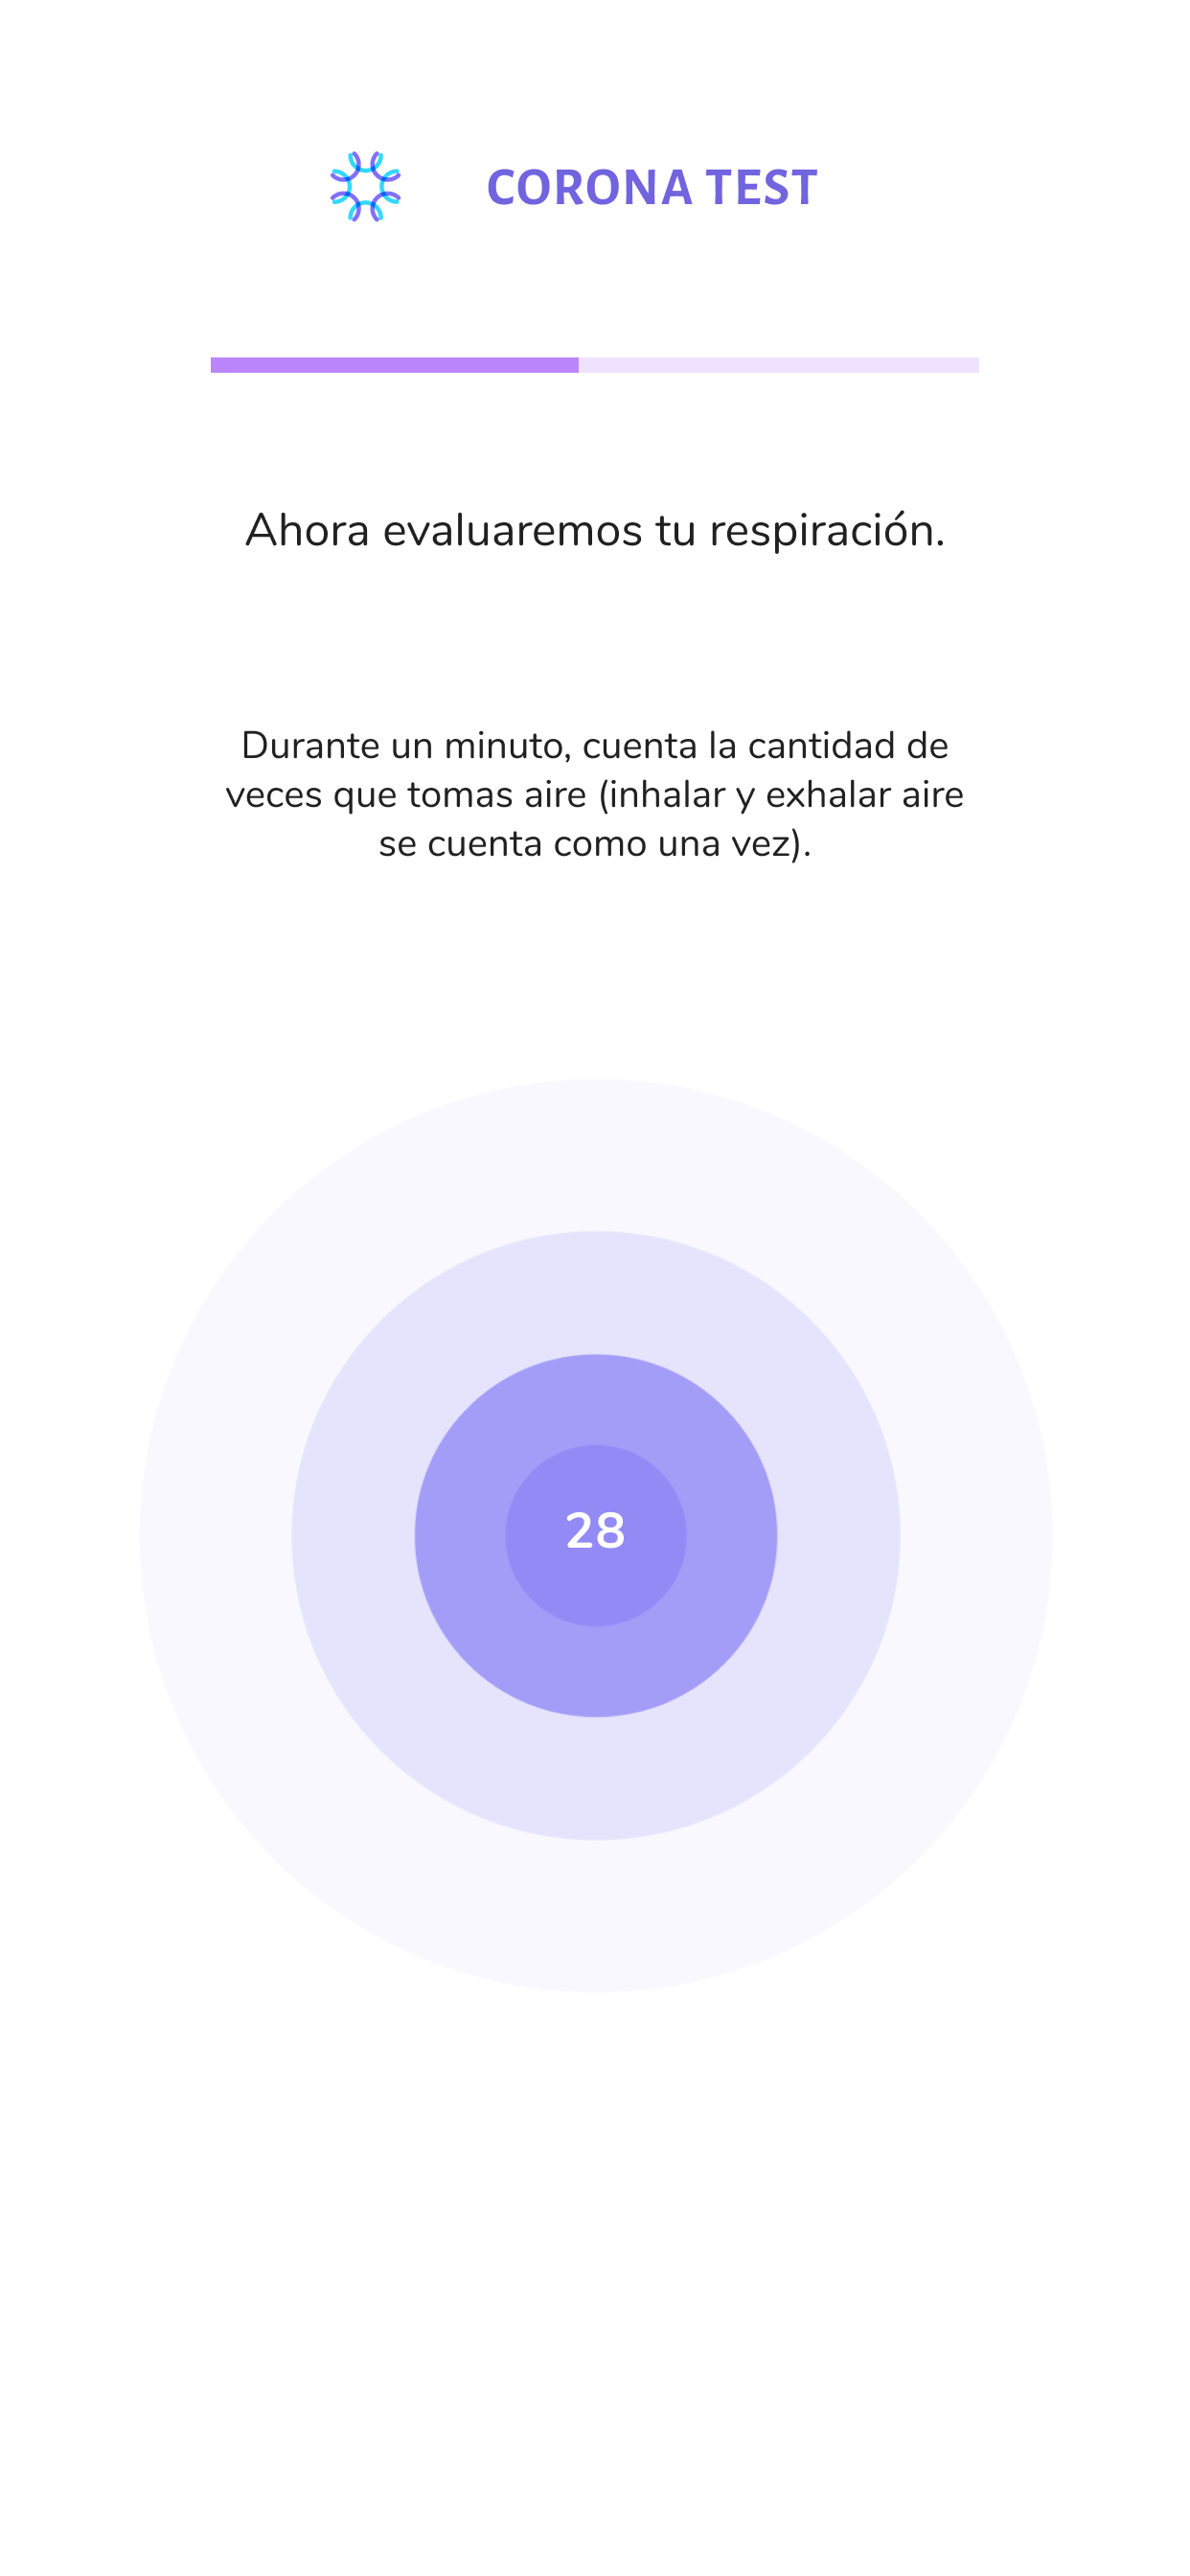 CORONA TEST
Ahora evaluaremos tu respiración.
Durante un minuto, cuenta la cantidad de
veces que tomas aire (inhalar y exhalar aire
se cuenta como una vez).
28